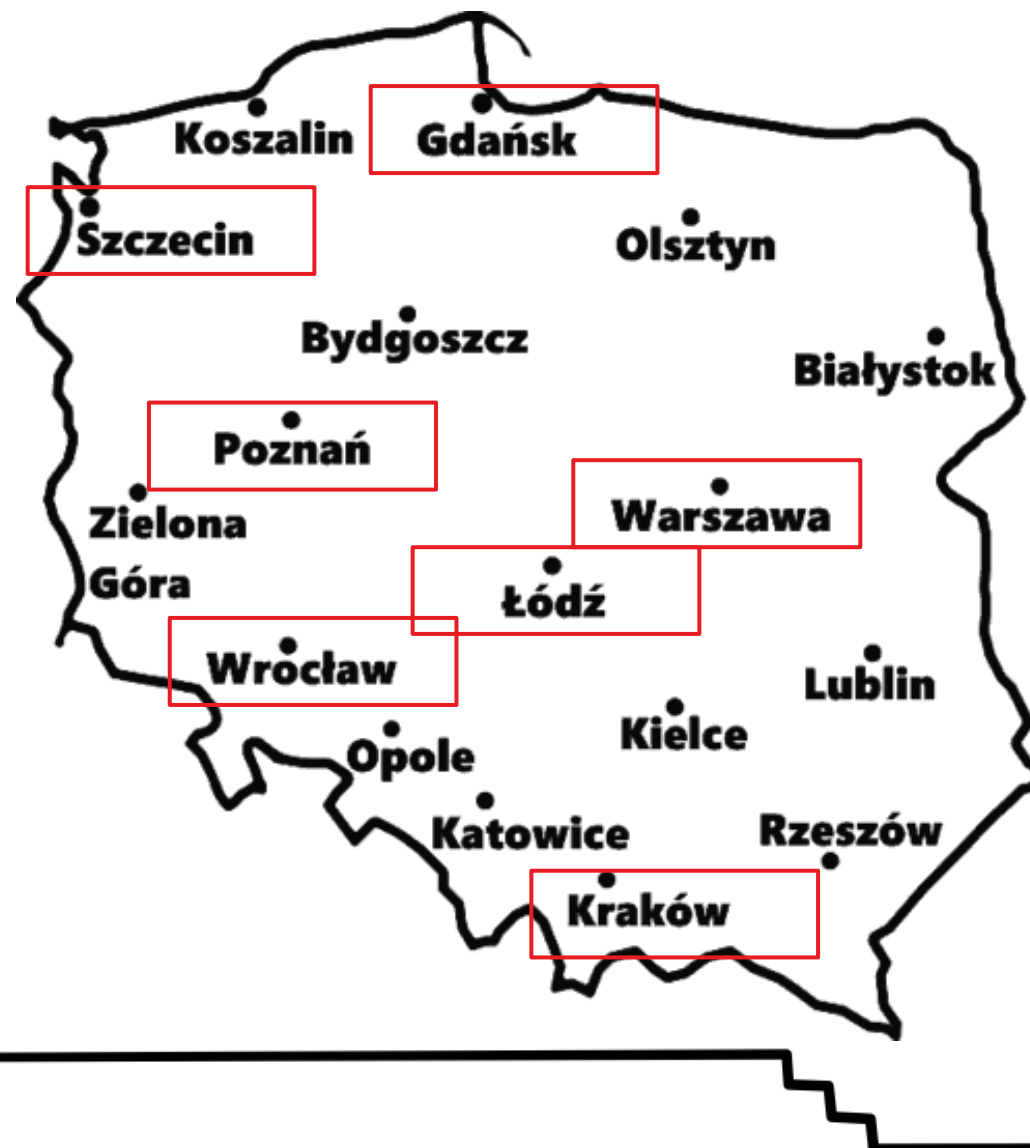 Koszalin
Gdańsk
Szczecin
Olsztyn
Bydgoszcz
Białystok
Poznań
Warszawa
Zielona
Góra
Łódź
Wrocław
Lublin
Kielce
Opole
Katowice
Rzeszów
Kraków